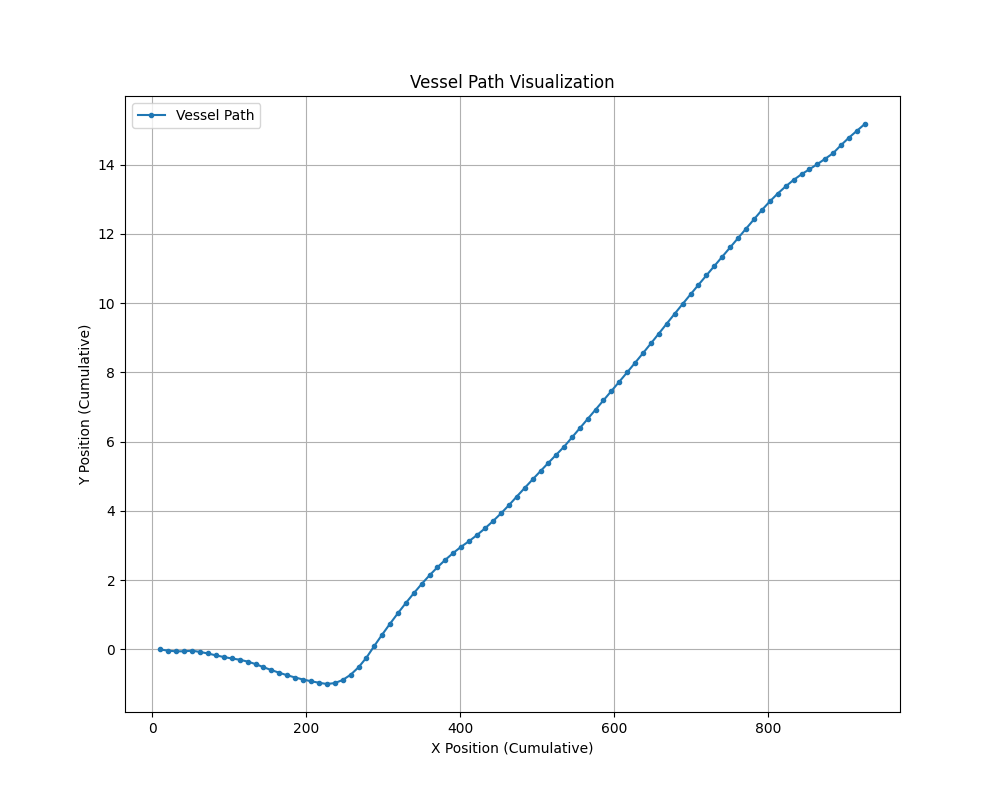 Vessel Path Visualization
Vessel Path
14
12
10
8
6
4
2
0
Y Position (Cumulative)
0 200 400 600 800
X Position (Cumulative)